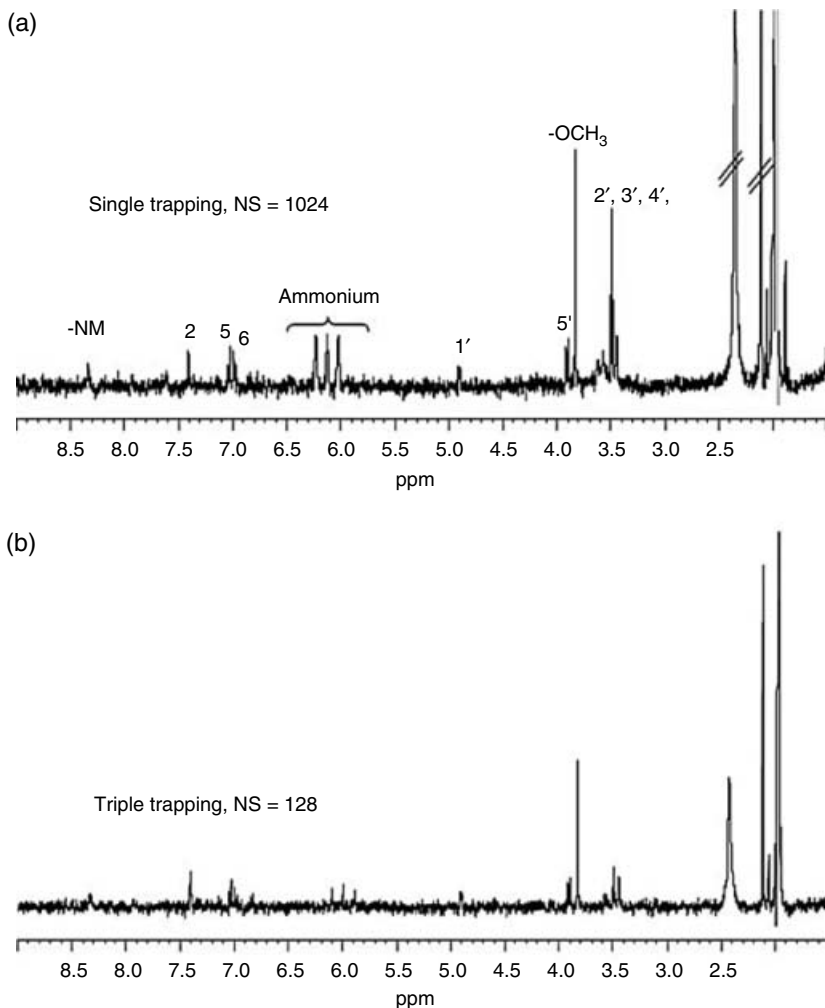 (a)
-OCH3
2′, 3′, 4′,
Single trapping, NS = 1024
Ammonium
-NM
2
5
6
1′
5'
8.5 8.0 7.5 7.0 6.5 6.0 5.5 5.0 4.5 4.0 3.5 3.0 2.5
ppm
(b)
Triple trapping, NS = 128
8.5 8.0 7.5 7.0 6.5 6.0 5.5 5.0 4.5 4.0 3.5 3.0 2.5
ppm